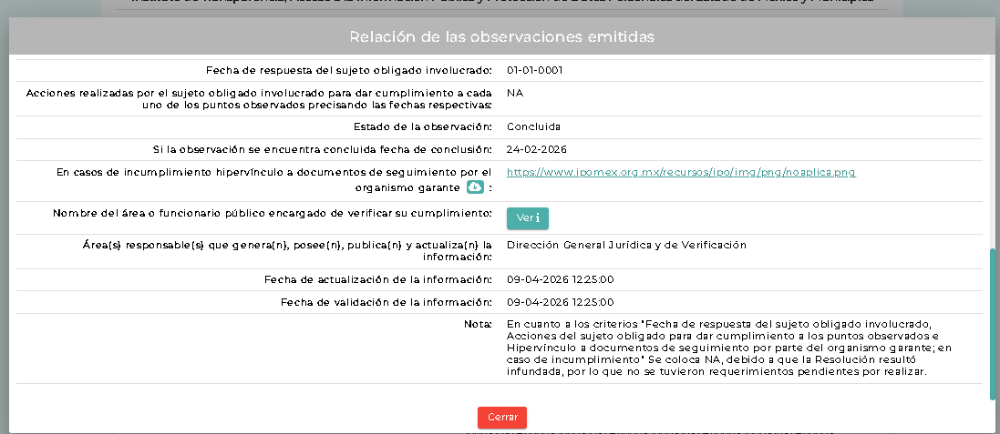 Relación de las observaciones emitidas
Fecha de respuesta del sujeto obligado involucrado: 01-01-0001
Acciones realizadas por el sujeto obligado involucrado para dar cumplimiento a cada NA
uno de los puntos observados precisando las fechas respectivas:
Estado de la observación: Concluida
Si la observación se encuentra concluida fecha de conclusión: 24-02-2026
En casos de incumplimiento hipervínculo a documentos de seguimiento por el https://www.ipomex.org.mx/recursos/ipo/img/png/noaplica.png
organismo garante :
Nombre del área o funcionario público encargado de verificar su cumplimiento: Ver
Área(s) responsable(s) que genera(n), posee(n), publica(n) y actualiza(n) la Dirección General Jurídica y de Verificación
información:
Fecha de actualización de la información: 09-04-2026 12:25:00
Fecha de validación de la información: 09-04-2026 12:25:00
Nota: En cuanto a los criterios "Fecha de respuesta del sujeto obligado involucrado,
Acciones del sujeto obligado para dar cumplimiento a los puntos observados e
Hipervínculo a documentos de seguimiento por parte del organismo garante; en
caso de incumplimiento" Se coloca NA, debido a que la Resolución resultó
infundada, por lo que no se tuvieron requerimientos pendientes por realizar.
Cerrar